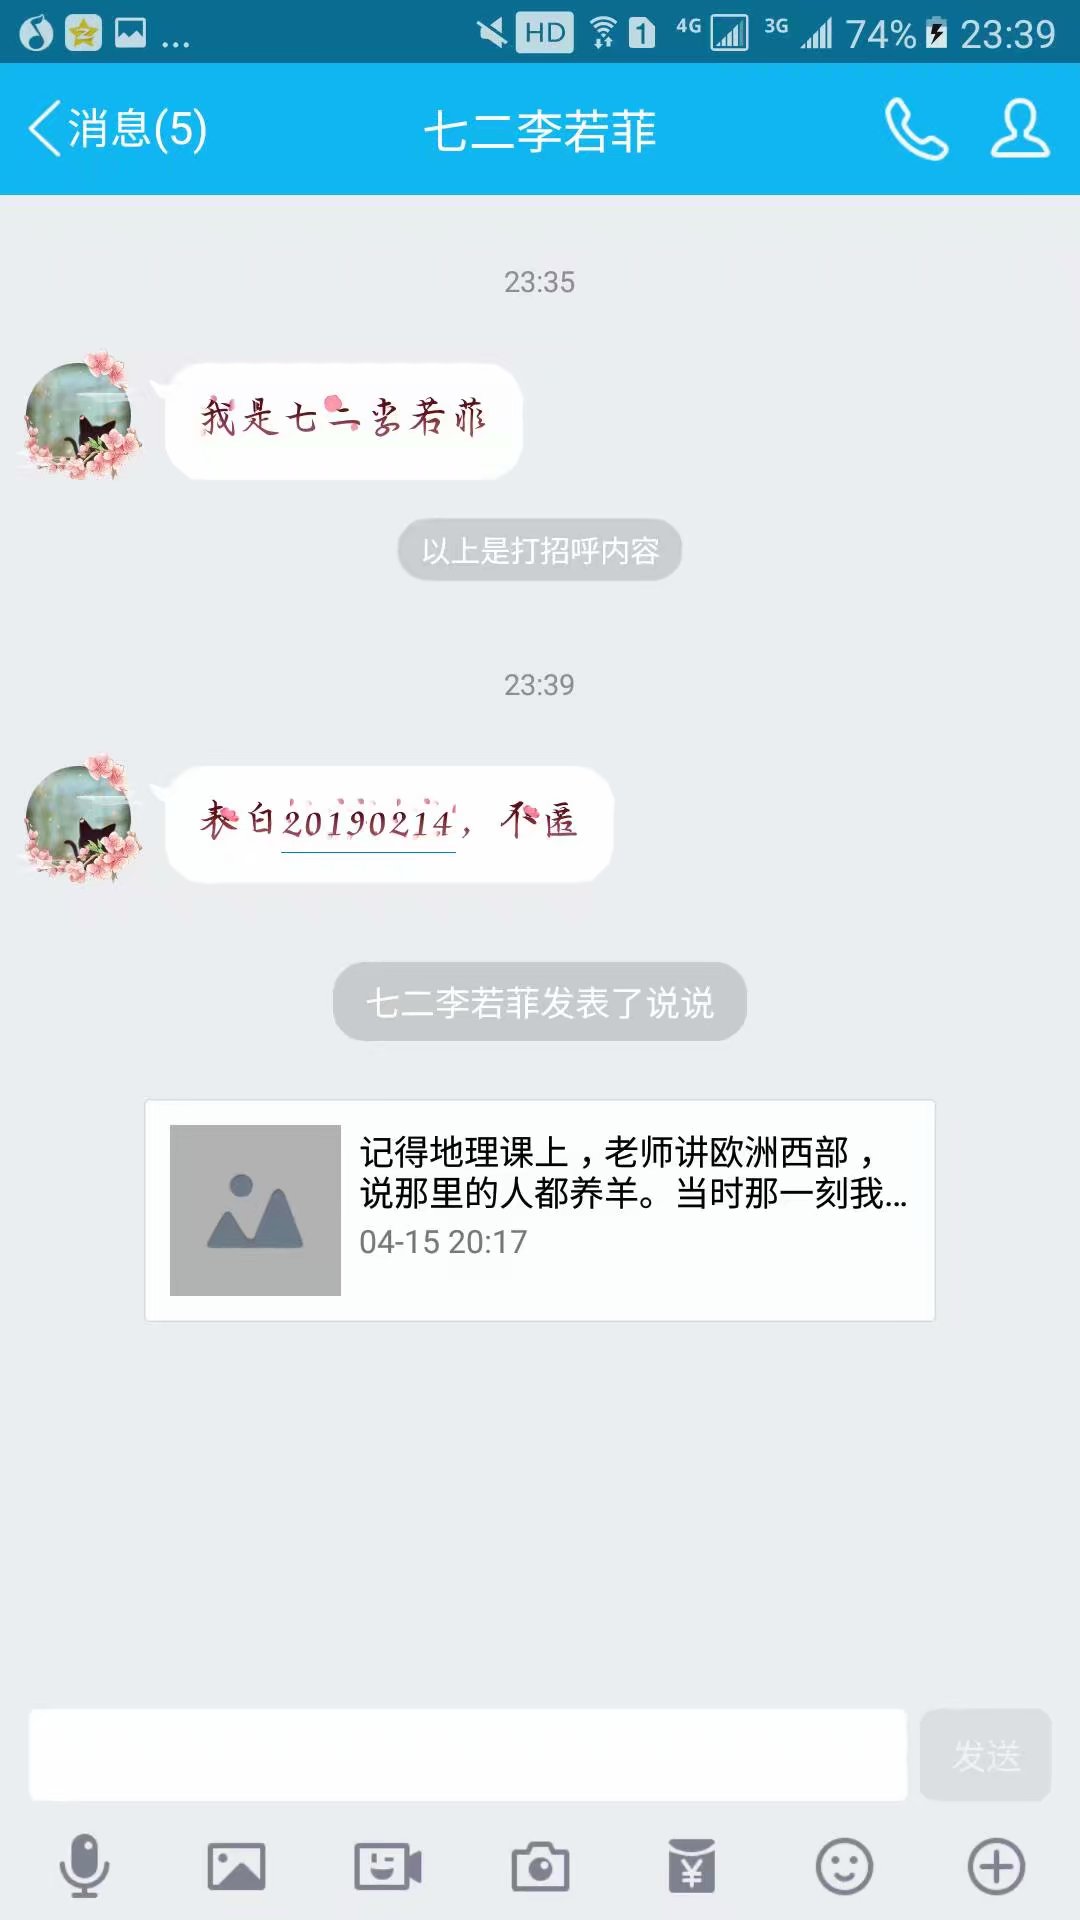 ... HD 1 4G 3G 74% 23:39
消息(5) 七二李若菲
23:35
我是七二李若菲
以上是打招呼内容
23:39
表白20190214，不匿
七二李若菲发表了说说
记得地理课上，老师讲欧洲西部，
说那里的人都养羊。当时那一刻我...
04-15 20:17
发送